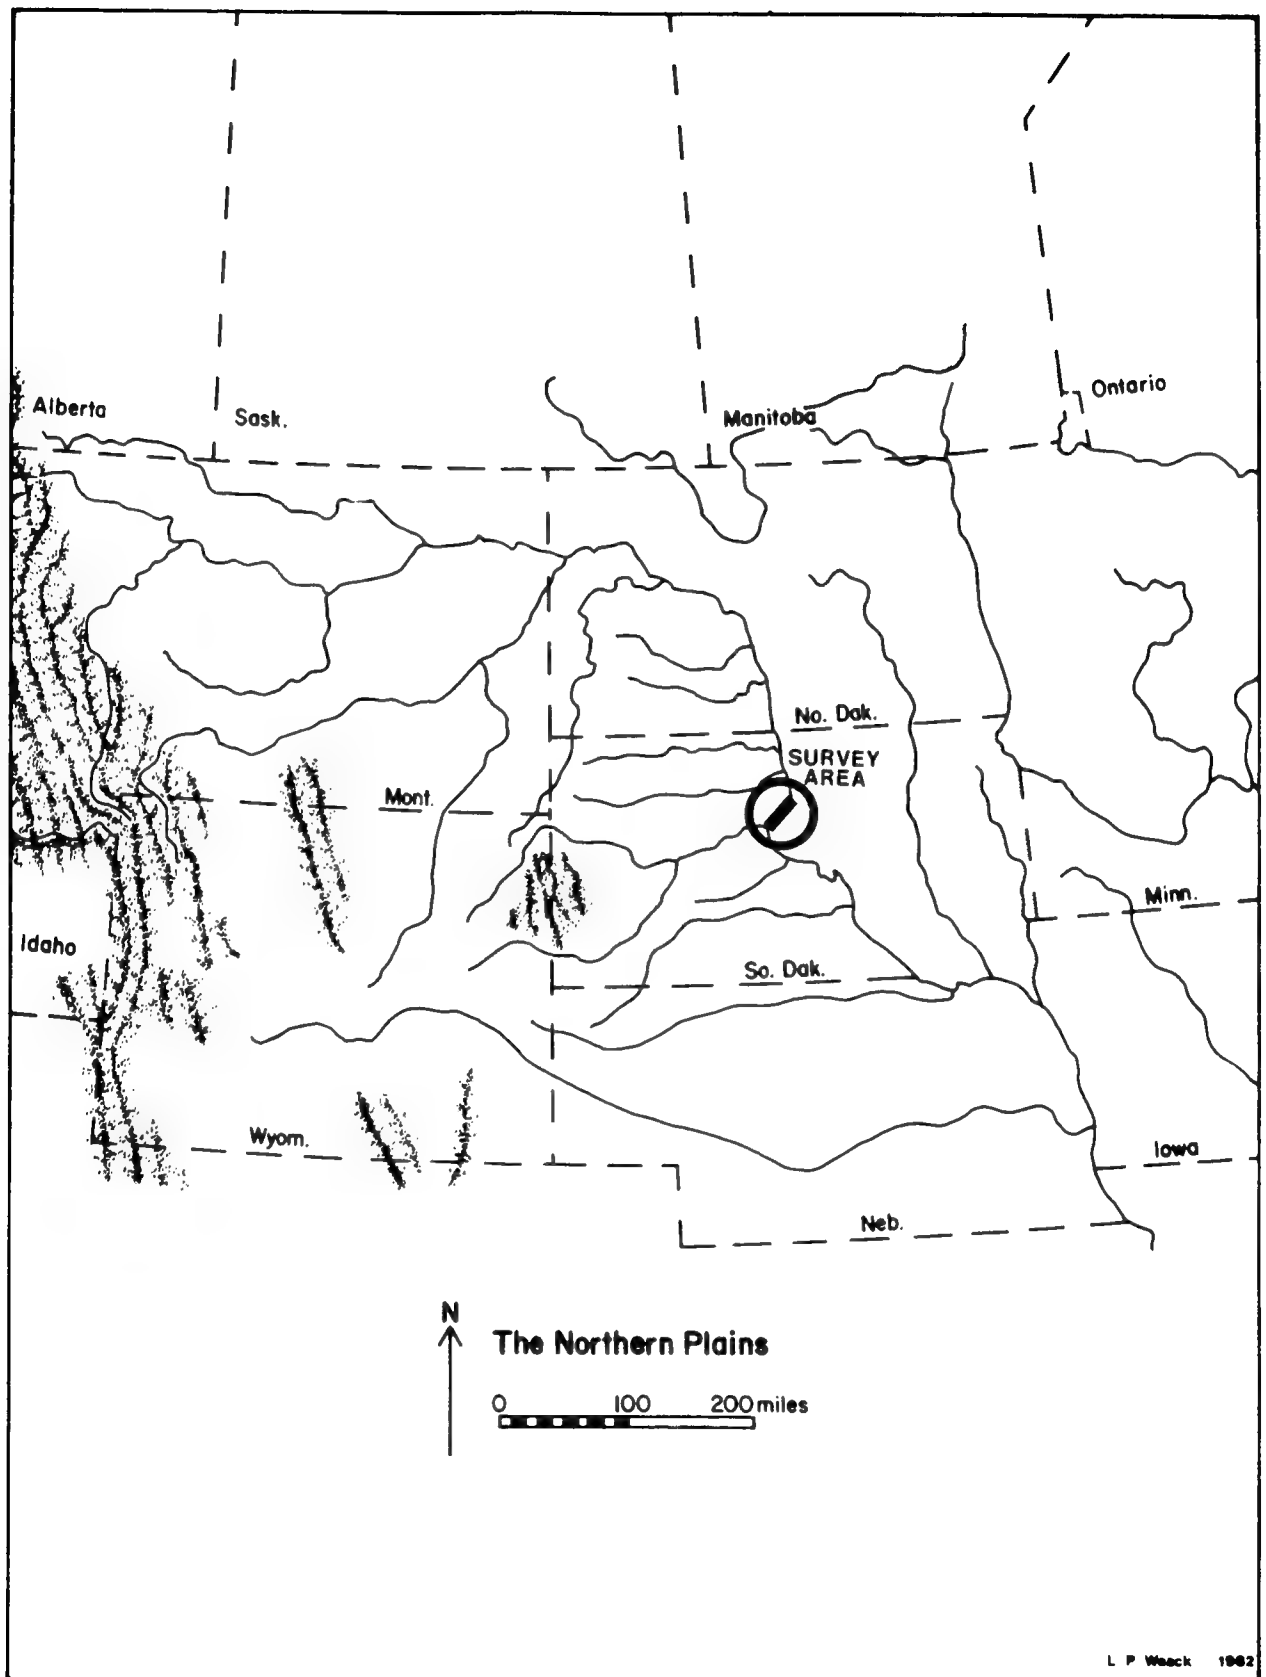 Alberta
Sask.
Manitoba
Ontario
No. Dak.
SURVEY
AREA
Mont.
Minn.
Idaho
So. Dak.
Wyom.
Iowa
Neb.
N
The Northern Plains
0 100 200 miles
L P 1982